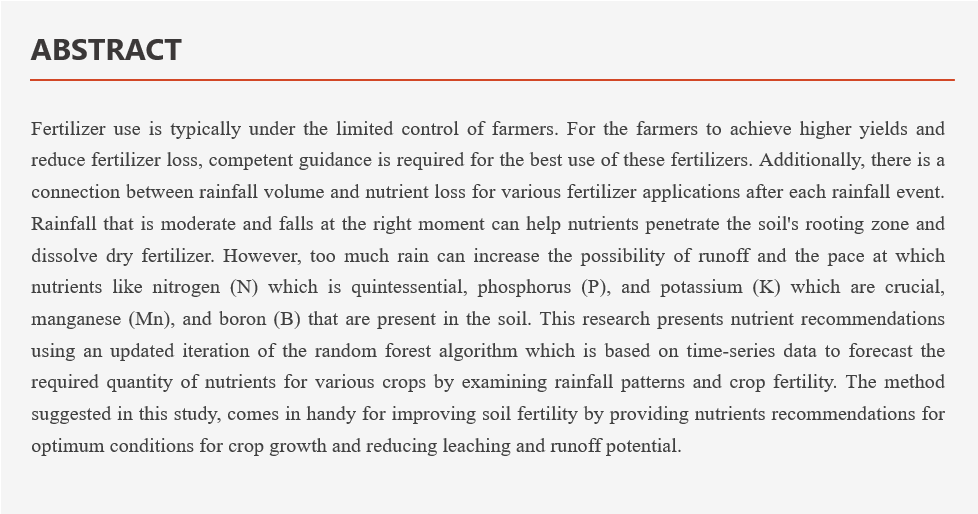 ABSTRACT
Fertilizer use is typically under the limited control of farmers. For the farmers to achieve higher yields and
reduce fertilizer loss, competent guidance is required for the best use of these fertilizers. Additionally, there is a
connection between rainfall volume and nutrient loss for various fertilizer applications after each rainfall event.
Rainfall that is moderate and falls at the right moment can help nutrients penetrate the soil's rooting zone and
dissolve dry fertilizer. However, too much rain can increase the possibility of runoff and the pace at which
nutrients like nitrogen (N) which is quintessential, phosphorus (P), and potassium (K) which are crucial,
manganese (Mn), and boron (B) that are present in the soil. This research presents nutrient recommendations
using an updated iteration of the random forest algorithm which is based on time-series data to forecast the
required quantity of nutrients for various crops by examining rainfall patterns and crop fertility. The method
suggested in this study, comes in handy for improving soil fertility by providing nutrients recommendations for
optimum conditions for crop growth and reducing leaching and runoff potential.